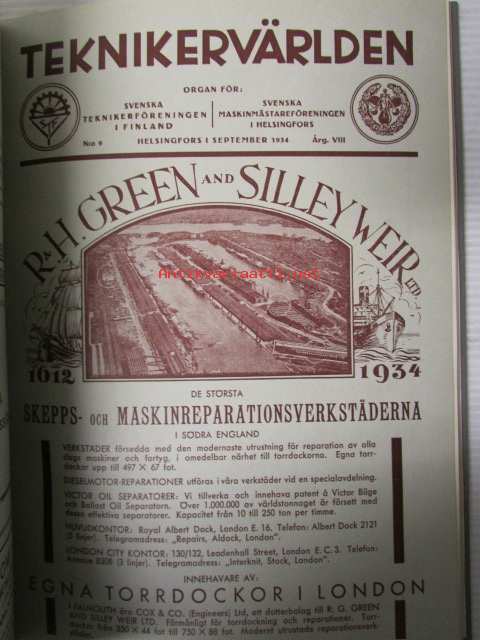 TEKNIKERVÄRLDEN
ORGAN FÖR:
SVENSKA
TEKNIKERFÖRENINGEN
I FINLAND
SVENSKA
MASKINMÄSTAREFÖRENINGEN
I HELSINGFORS
N:o 9
HELSINGFORS I SEPTEMBER 1934
Årg. VIII
R. & H. GREEN AND SILLEY WEIR LTD
Antikvariaatti.net
1612
1934
DE STÖRSTA
SKEPPS- OCH MASKINREPARATIONSVERKSTÄDERNA
I SÖDRA ENGLAND
VERKSTÄDER försedda med den modernaste utrustning för reparation av alla
slags maskiner och fartyg, i omedelbar närhet till torrdockorna. Egna torr-
dockor upp till 497 × 67 fot.
DIESELMOTOR-REPARATIONER utföras i våra verkstäder vid en specialavdelning.
VICTOR OIL SEPARATORER: Vi tillverka och innehava patent å Victor Bilge
och Ballast Oil Separators. Över 1.000.000 av världstonnaget är försett med
dessa effektiva separatorer. Kapacitet från 10 till 250 ton per timme.
HUVUDKONTOR: Royal Albert Dock, London E. 16. Telefon: Albert Dock 2121
(5 linjer). Telegramadress: „Repairs, Aldock, London".
LONDON CITY KONTOR: 130/132, Leadenhall Street, London E. C. 3. Telefon:
Avenue 8308 (3 linjer). Telegramadress: „Interknit, Stock, London".
INNEHAVARE AV:
EGNA TORRDOCKOR I LONDON
I FALMOUTH äro COX & CO. (Engineers) Ltd, ett dotterbolag till R. G. GREEN
AND SILLEY WEIR LTD. Förmånligt för torrdockning och reparationer. Torr-
dockor från 350 × 44 fot till 750 × 88 fot. Modernt utrustade reparationsverk-